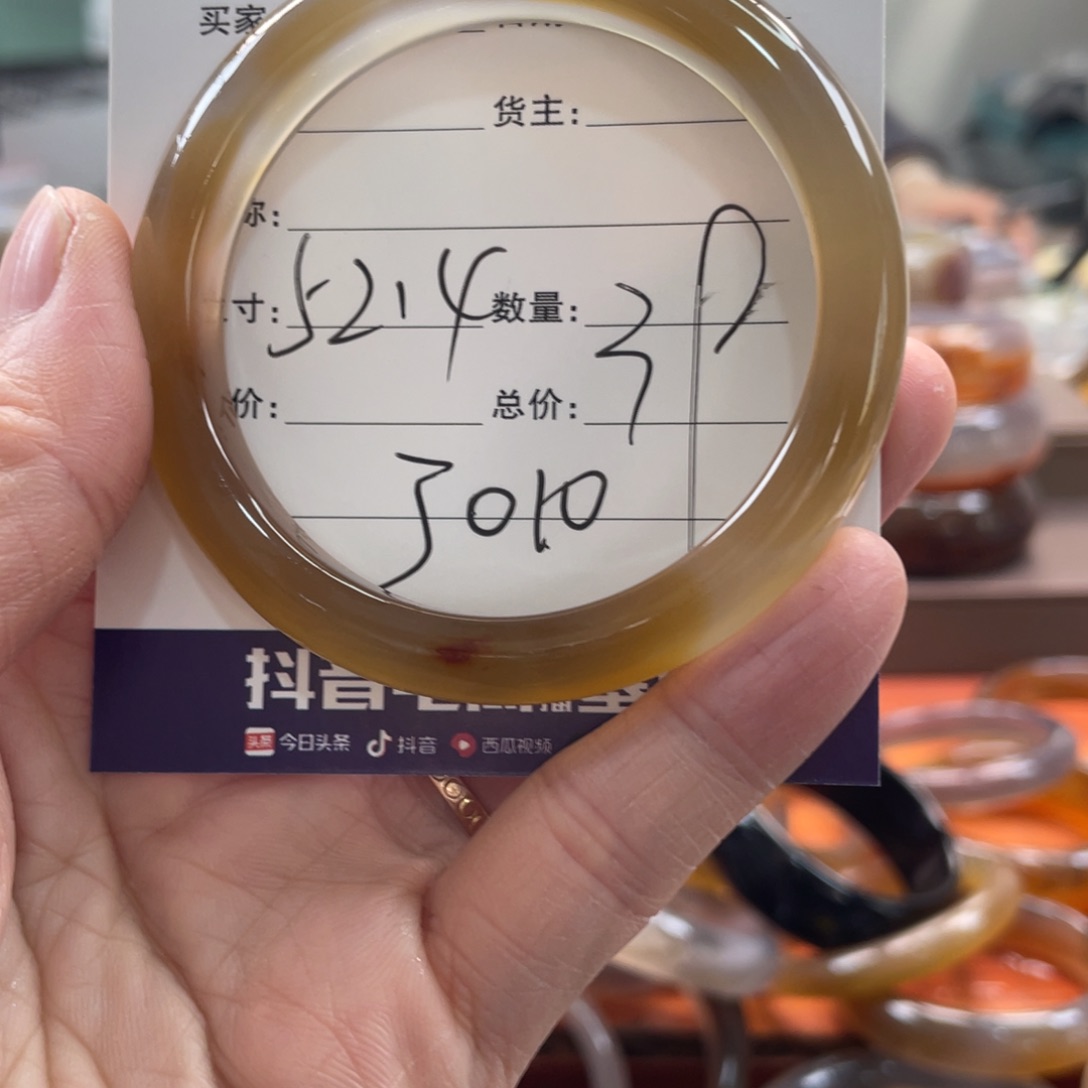 买家
货主:
称:
寸: 52.4 数量: 3
价: 总价:
3010
抖音
今日头条 抖音 西瓜视频